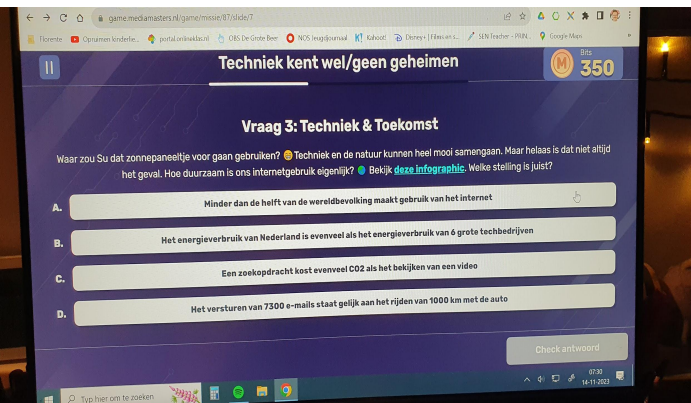 game.mediamasters.nl/game/missie/87/slide/7
Florente Opruimen kinderfie... portal.onlineklas.nl OBS De Grote Beer NOS Jeugdjournaal K! Kahoot! Disney+ | Films en s... SEN Teacher - PRIN... Google Maps
Techniek kent wel/geen geheimen
Bits
M 350
Vraag 3: Techniek & Toekomst
Waar zou Su dat zonnepaneeltje voor gaan gebruiken? Techniek en de natuur kunnen heel mooi samengaan. Maar helaas is dat niet altijd
het geval. Hoe duurzaam is ons internetgebruik eigenlijk? Bekijk deze infographic. Welke stelling is juist?
A. Minder dan de helft van de wereldbevolking maakt gebruik van het internet
B. Het energieverbruik van Nederland is evenveel als het energieverbruik van 6 grote techbedrijven
C. Een zoekopdracht kost evenveel CO2 als het bekijken van een video
D. Het versturen van 7300 e-mails staat gelijk aan het rijden van 1000 km met de auto
Check antwoord
Typ hier om te zoeken
07:30
14-11-2023